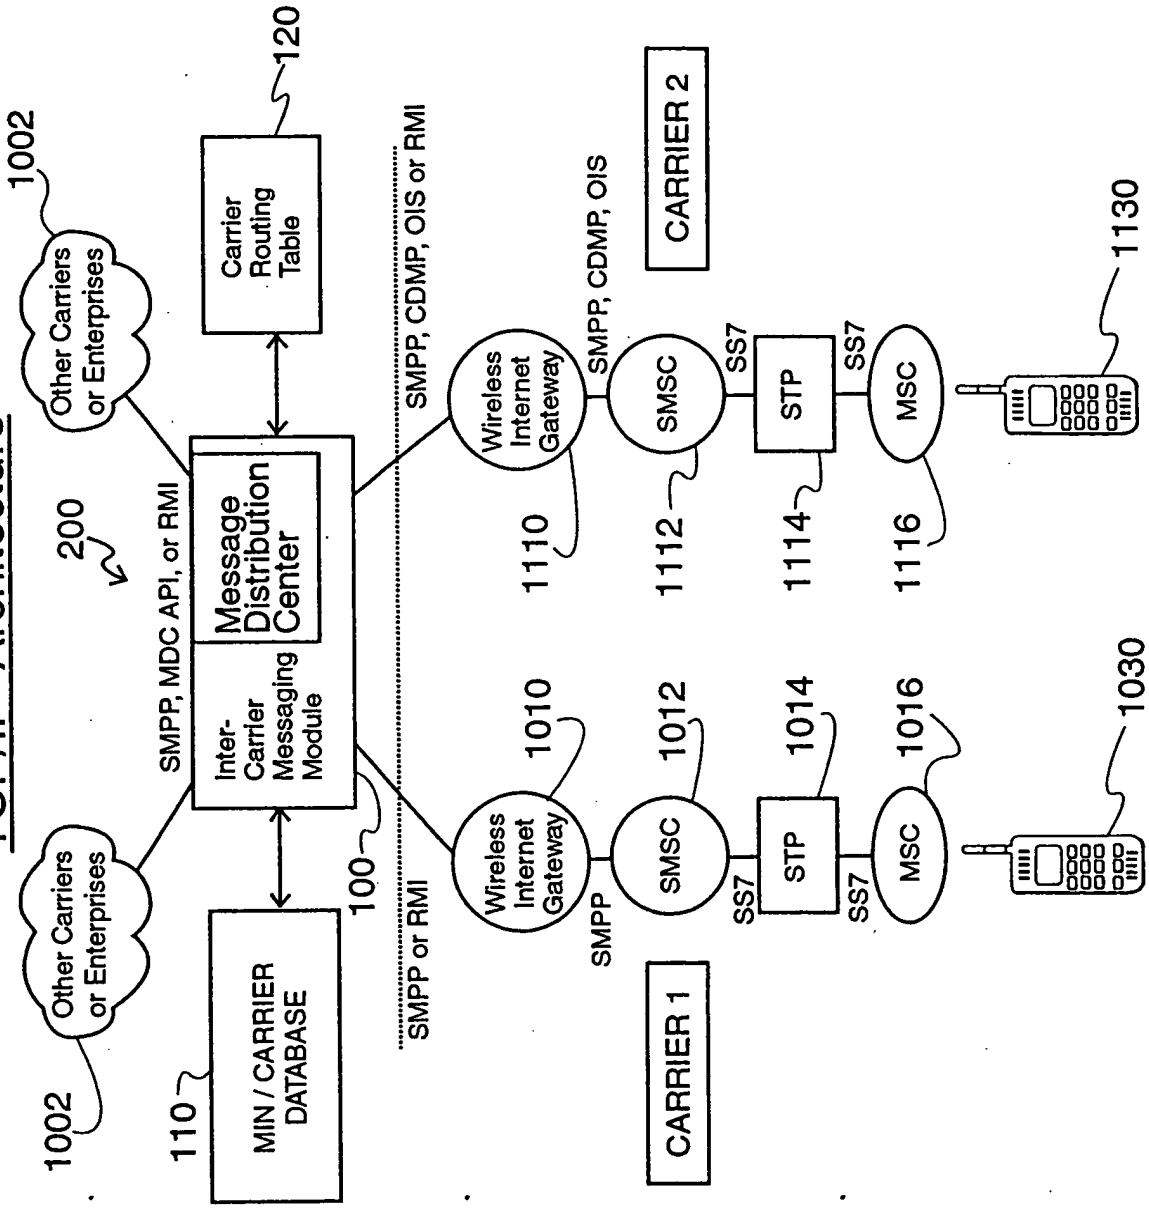 TCP/IP Architecture
1002
Other Carriers
or Enterprises
200
SMPP, MDC API, or RMI
1002
Other Carriers
or Enterprises
110
MIN / CARRIER
DATABASE
Inter-
Carrier
Messaging
Module
Message
Distribution
Center
Carrier
Routing
Table
120
100
SMPP or RMI
SMPP, CDMP, OIS or RMI
Wireless
Internet
Gateway
1010
SMPP
CARRIER 1
SMSC
1012
SS7
STP
1014
SS7
MSC
1016
1030
1110
Wireless
Internet
Gateway
SMPP, CDMP, OIS
1112
SMSC
CARRIER 2
SS7
1114
STP
SS7
1116
MSC
1130